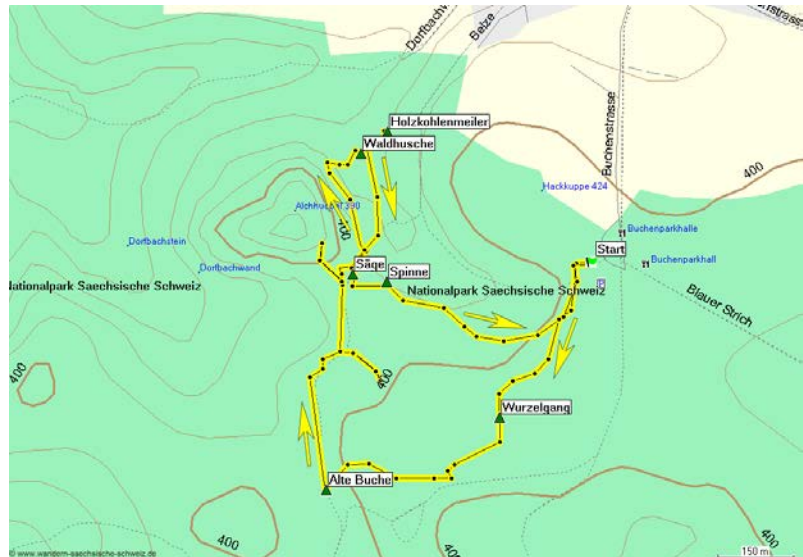 Dorfbachstrasse
Belze
Buchenstrasse
400
Holzkohlenmeiler
Waldhusche
Hackkuppe 424
400
Buchenparkhalle
Start
Dorfbachstein
Dorfbachwand
Säge
Spinne
Buchenparkhall
Nationalpark Saechsische Schweiz
Nationalpark Saechsische Schweiz
Blauer Strich
400
400
Wurzelgang
Alte Buche
400
400
© www.wandern-saechsische-schweiz.de
150 m